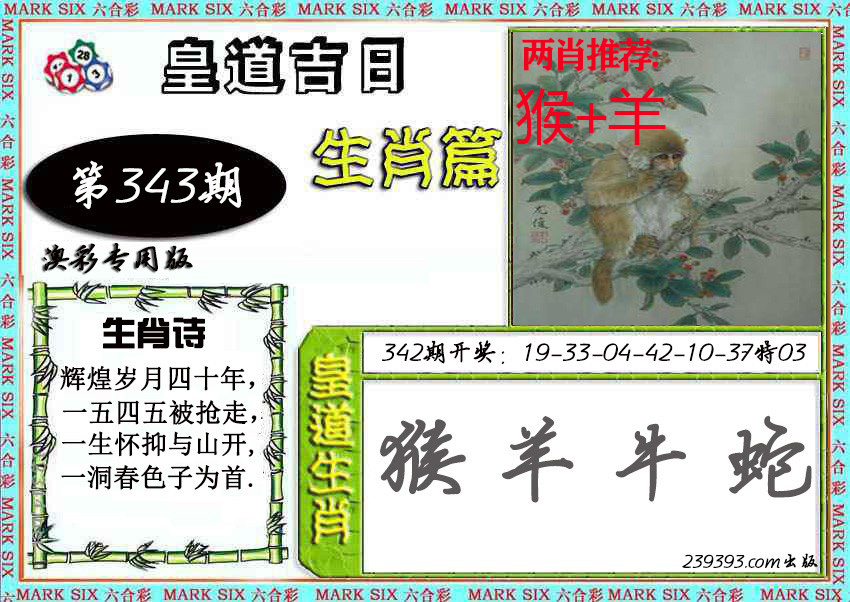 MARK SIX 六合彩 MARK SIX 六合彩 MARK SIX 六合彩 MARK SIX 六合彩 MARK SIX 六合彩 MARK SIX 六合彩
28
1
3
皇道吉日
两肖推荐:
猴+羊
生肖篇
第343期
尤俊
澳彩专用版
生肖诗
辉煌岁月四十年，
一五四五被抢走，
一生怀抑与山开,
一洞春色子为首.
342期开奖：19-33-04-42-10-37特03
皇道生肖
猴 羊 牛 蛇
239393.com出版
MARK SIX 六合彩 MARK SIX 六合彩 MARK SIX 六合彩 MARK SIX 六合彩 MARK SIX 六合彩 MARK SIX 六合彩